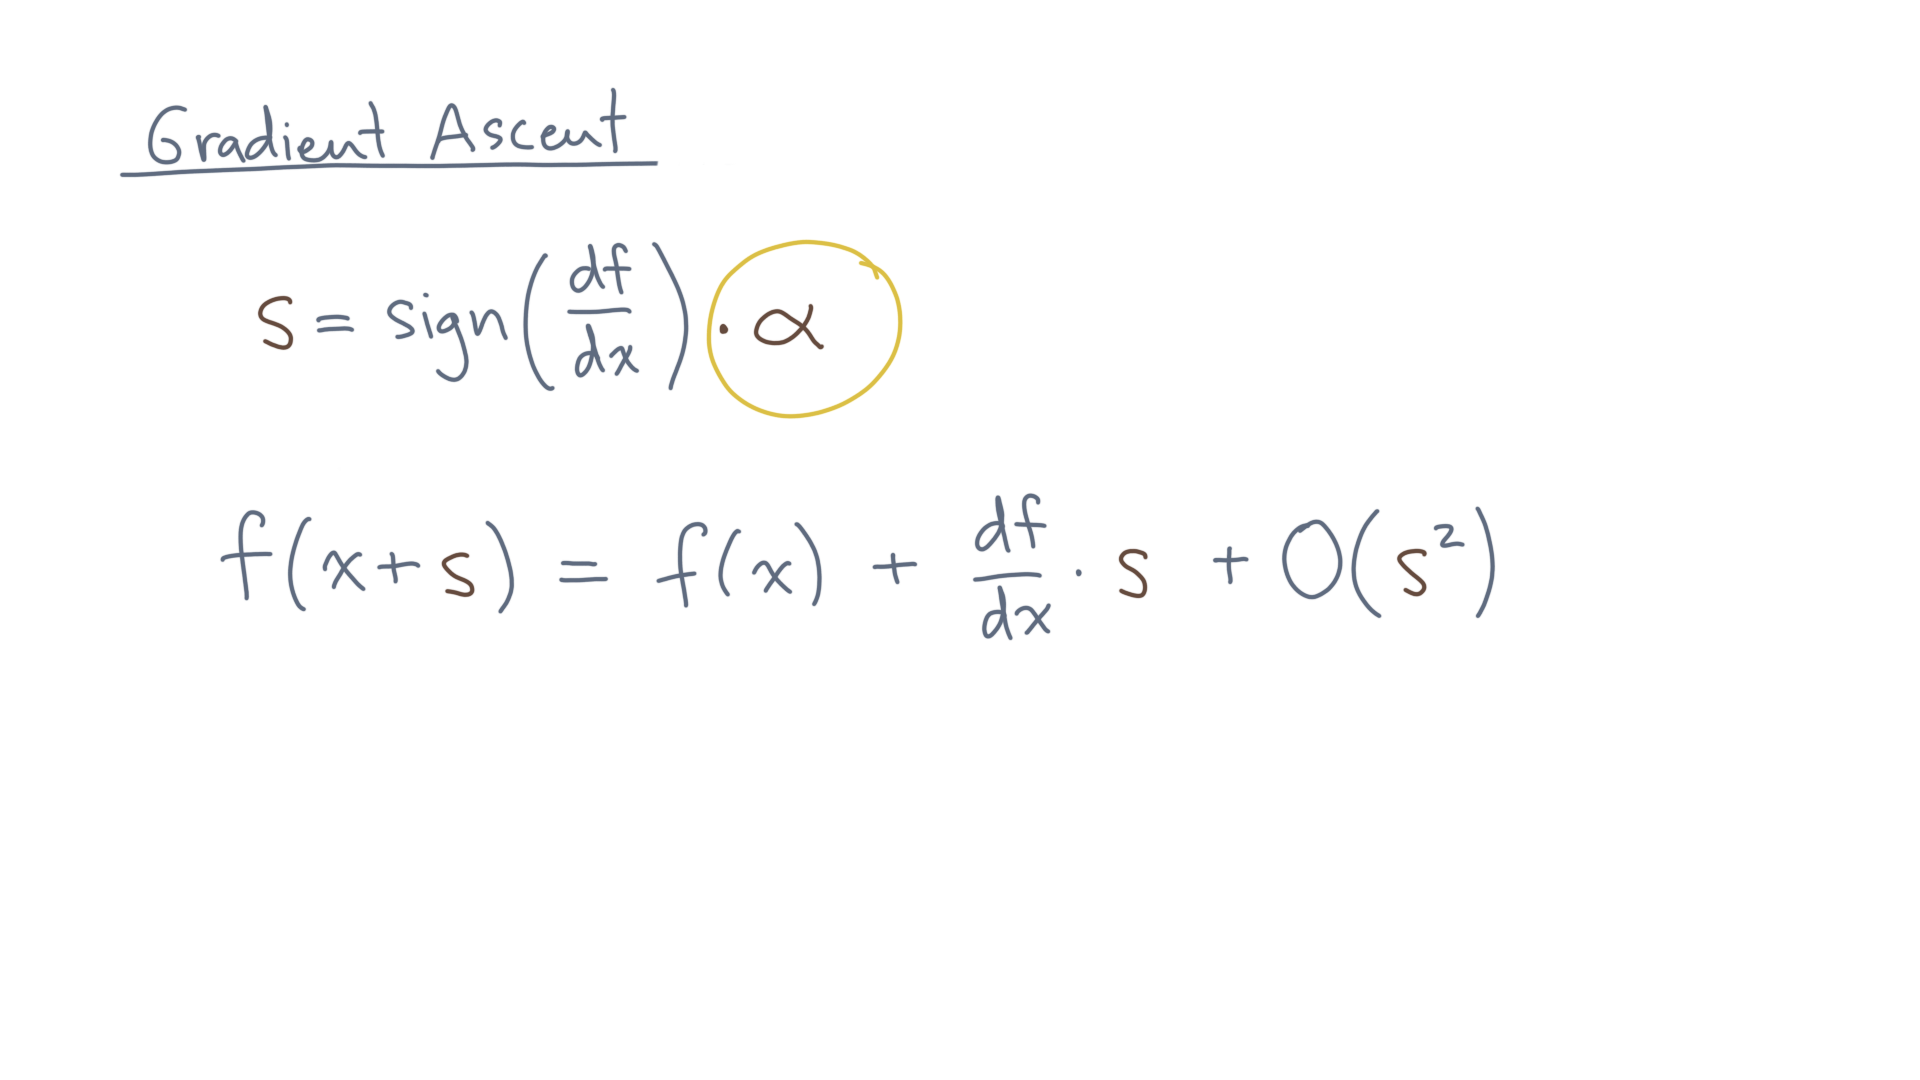 Gradient Ascent
s = sign(df/dx) · α
f(x+s) = f(x) + df/dx · s + O(s²)